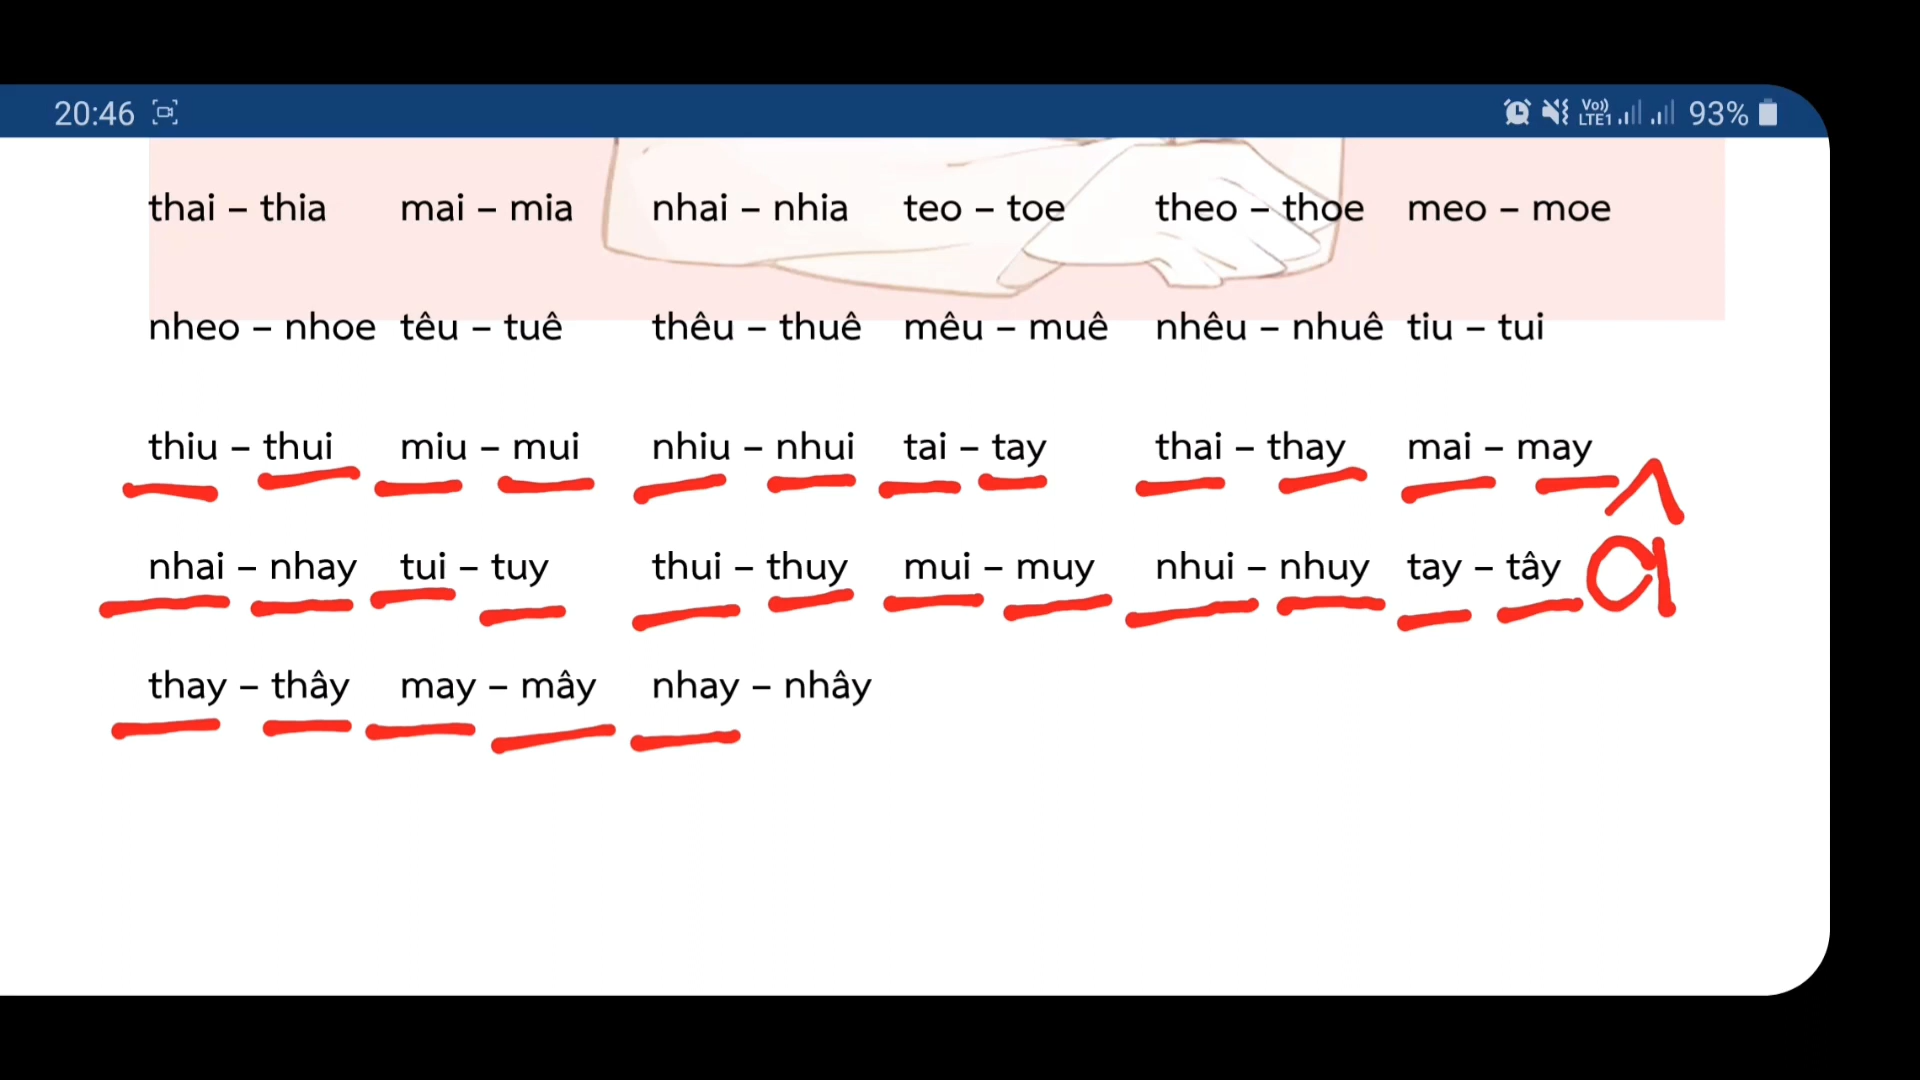 20:46 Vo)) LTE1 93%
thai – thia mai – mia nhai – nhia teo – toe theo – thoe meo – moe
nheo – nhoe têu – tuê thêu – thuê mêu – muê nhêu – nhuê tiu – tui
thiu – thui miu – mui nhiu – nhui tai – tay thai – thay mai – may
nhai – nhay tui – tuy thui – thuy mui – muy nhui – nhuy tay – tây â
thay – thây may – mây nhay – nhây